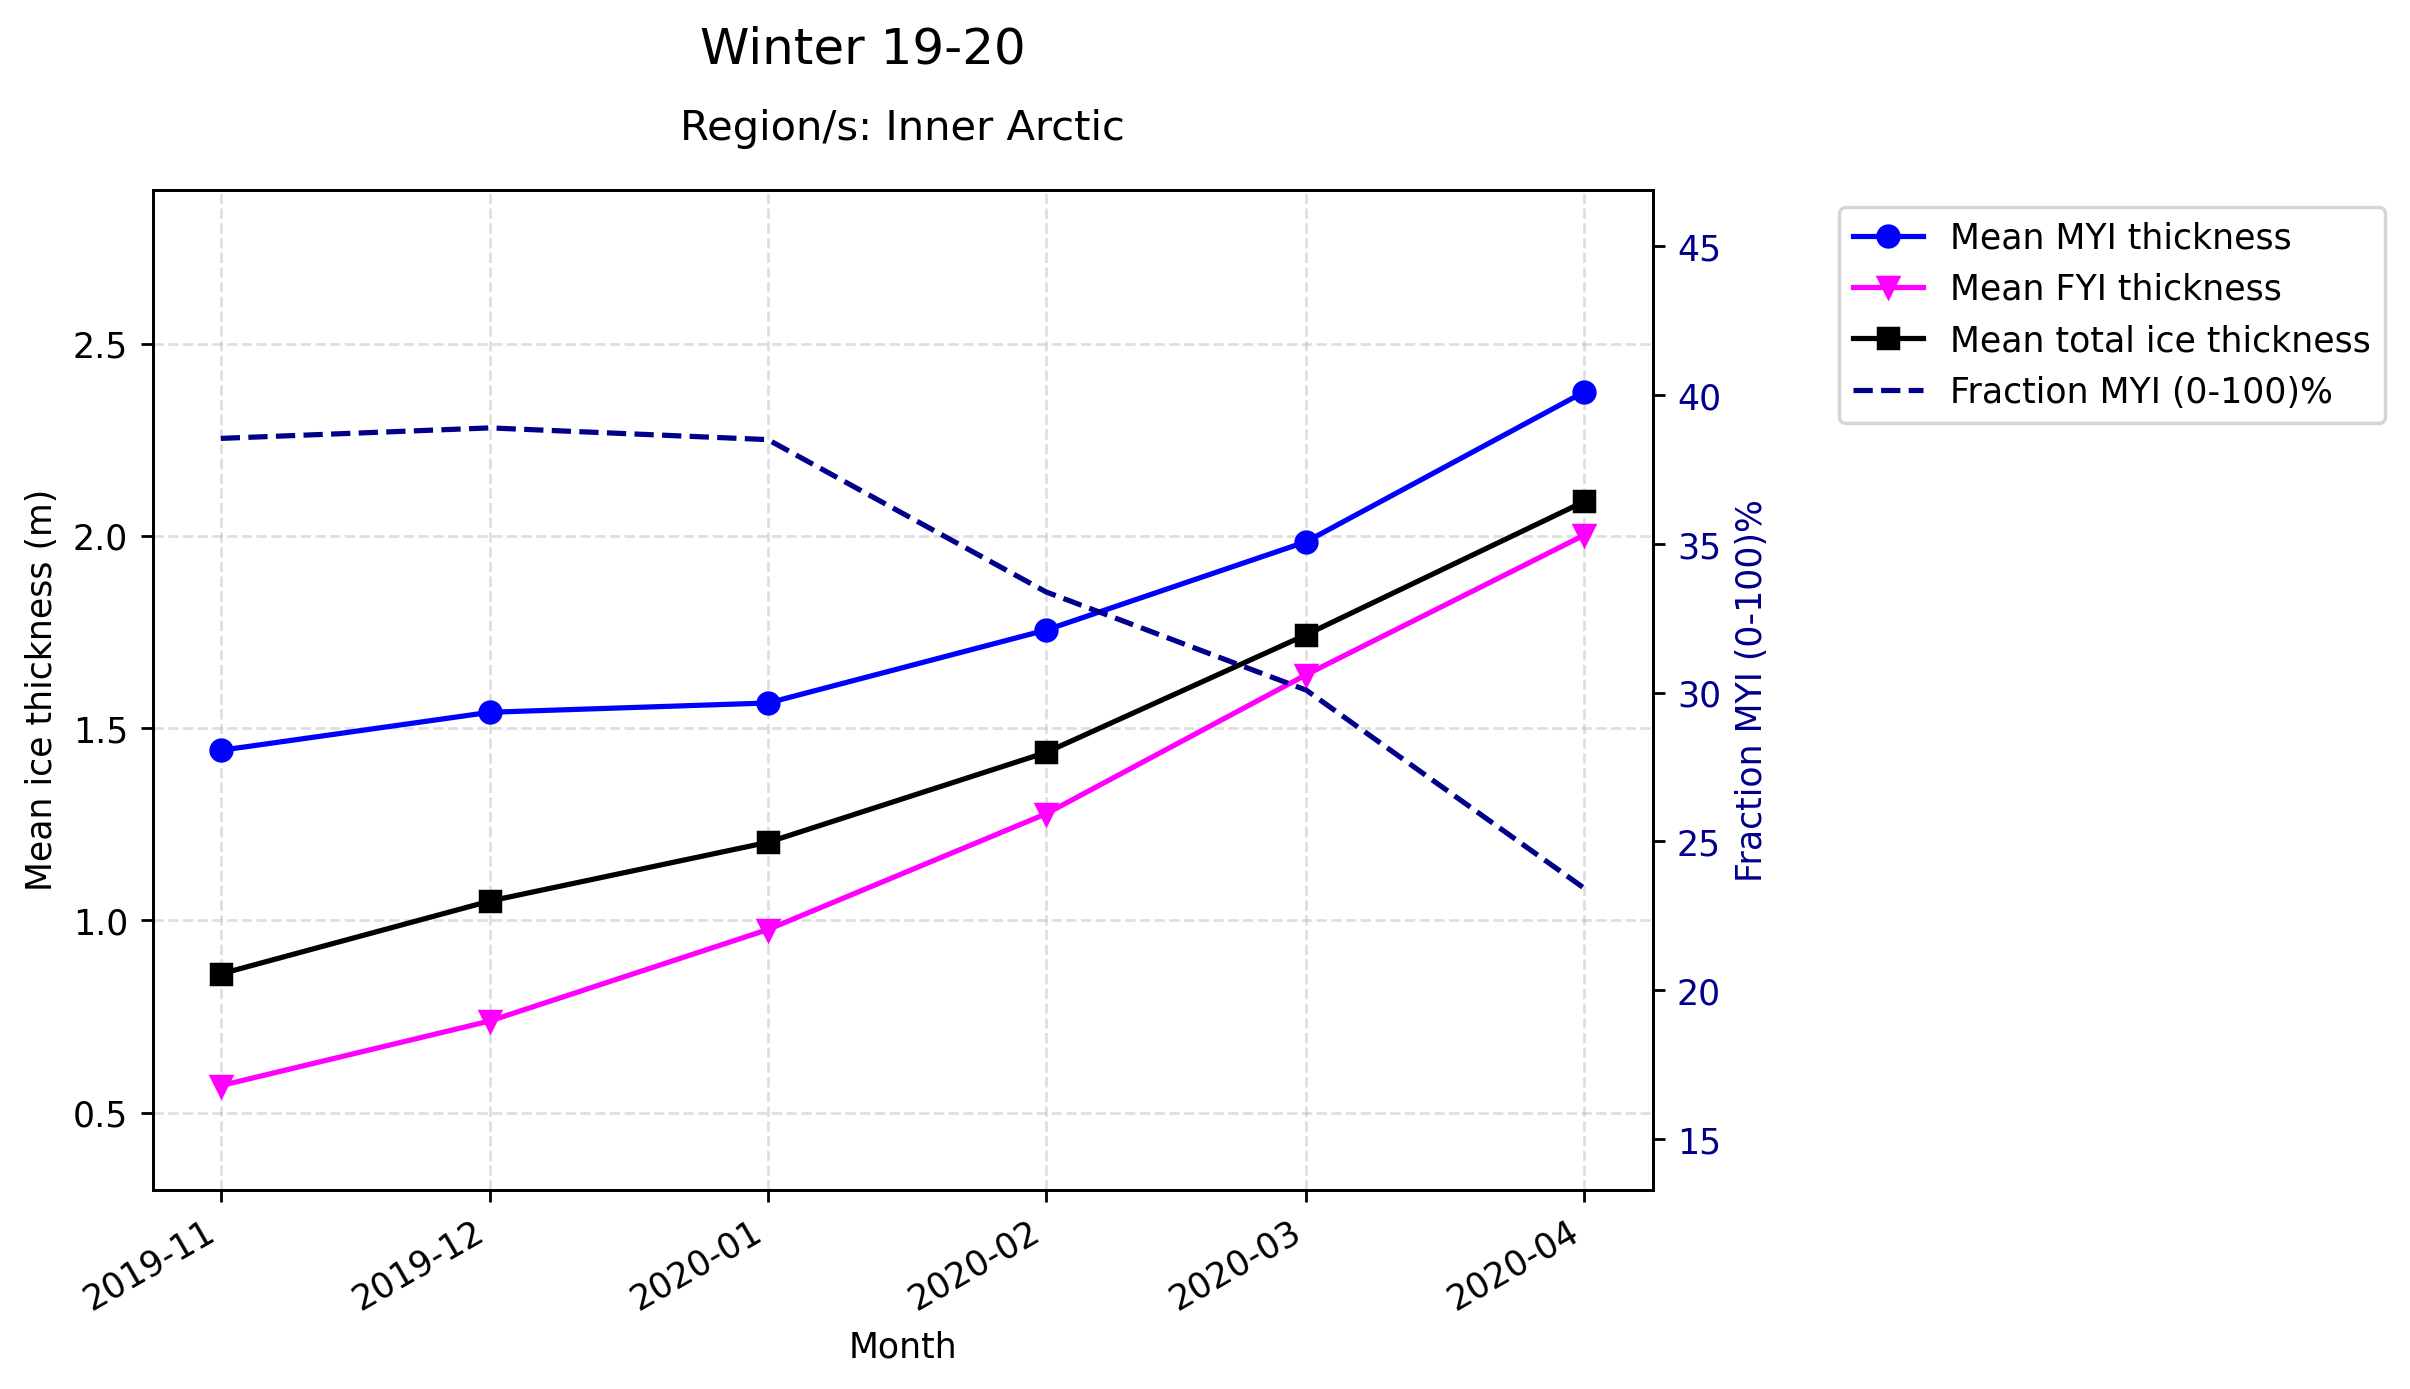 Winter 19-20
Region/s: Inner Arctic
Mean ice thickness (m)
2.5
2.0
1.5
1.0
0.5
45
40
35
30
25
20
15
Fraction MYI (0-100)%
2019-11
2019-12
2020-01
2020-02
2020-03
2020-04
Month
Mean MYI thickness
Mean FYI thickness
Mean total ice thickness
Fraction MYI (0-100)%